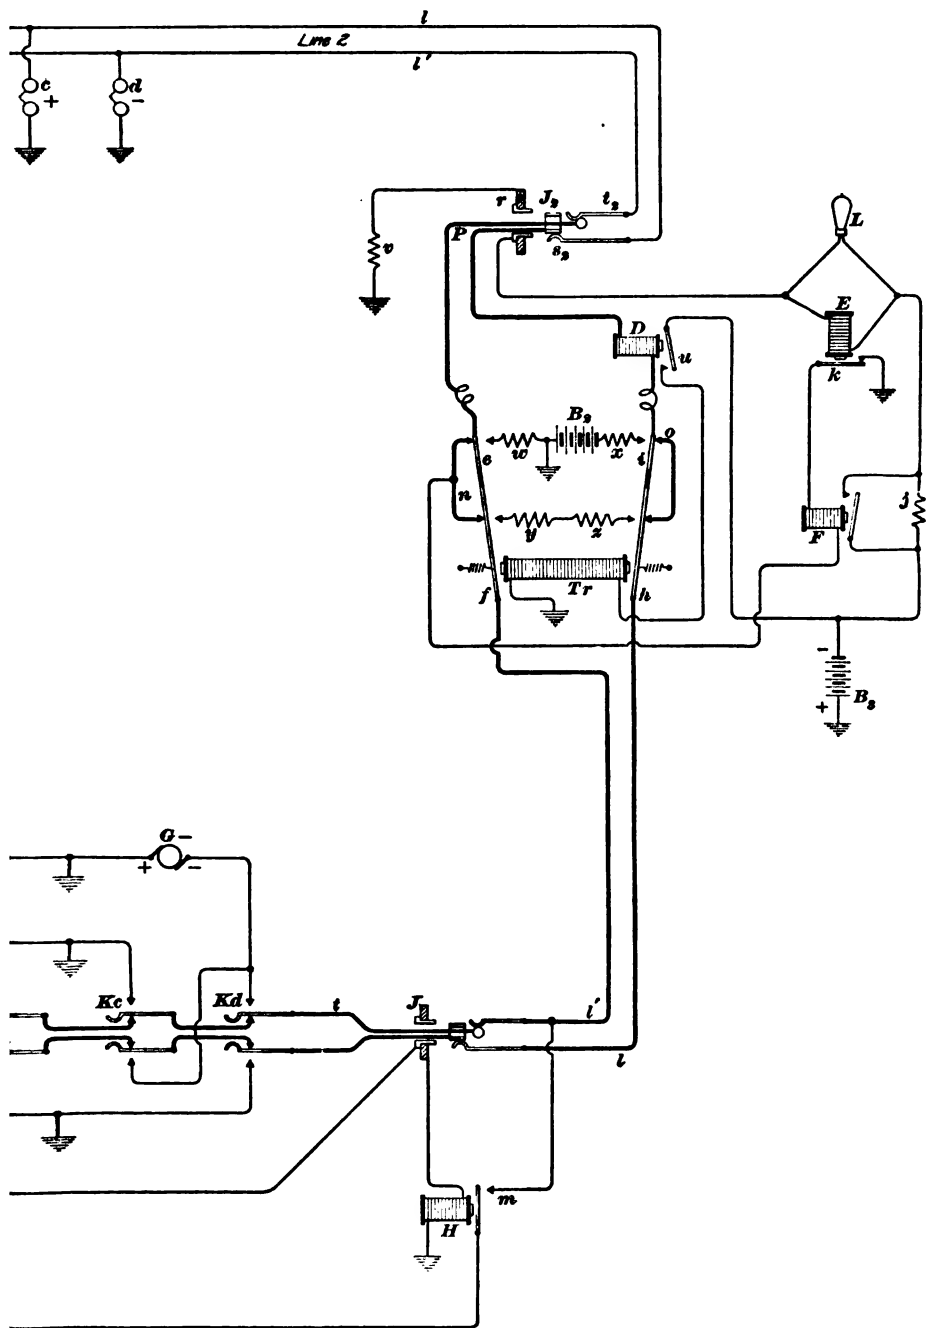 l
Line 2
l'
c
+
d
-
r
J₂
t₂
P
s₂
v
L
E
D
u
k
B₂
o
e
w
x
i
n
j
y
z
F
Tr
f
h
-
+
B₃
G-
+
-
Kc
Kd
t
J
l'
l
m
H